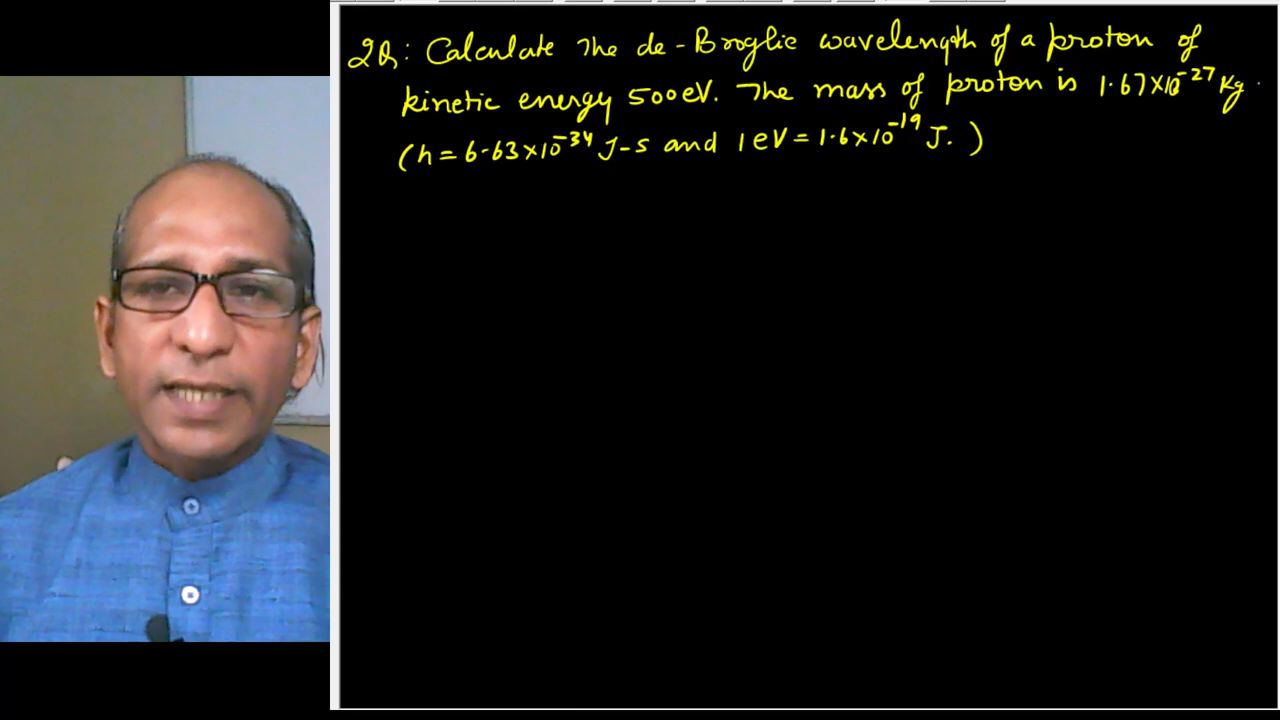 2Q: Calculate the de-Broglie wavelength of a proton of
kinetic energy 500eV. The mass of proton is 1.67×10⁻²⁷ Kg.
(h = 6.63×10⁻³⁴ J-s and 1eV = 1.6×10⁻¹⁹ J.)